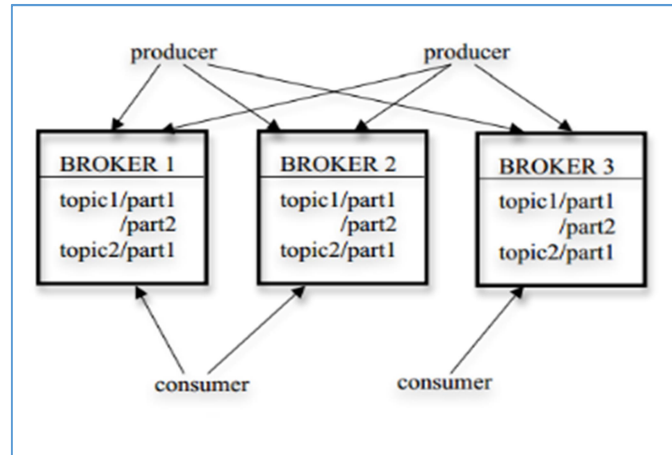 producer producer
BROKER 1
topic1/part1
/part2
topic2/part1
BROKER 2
topic1/part1
/part2
topic2/part1
BROKER 3
topic1/part1
/part2
topic2/part1
consumer consumer